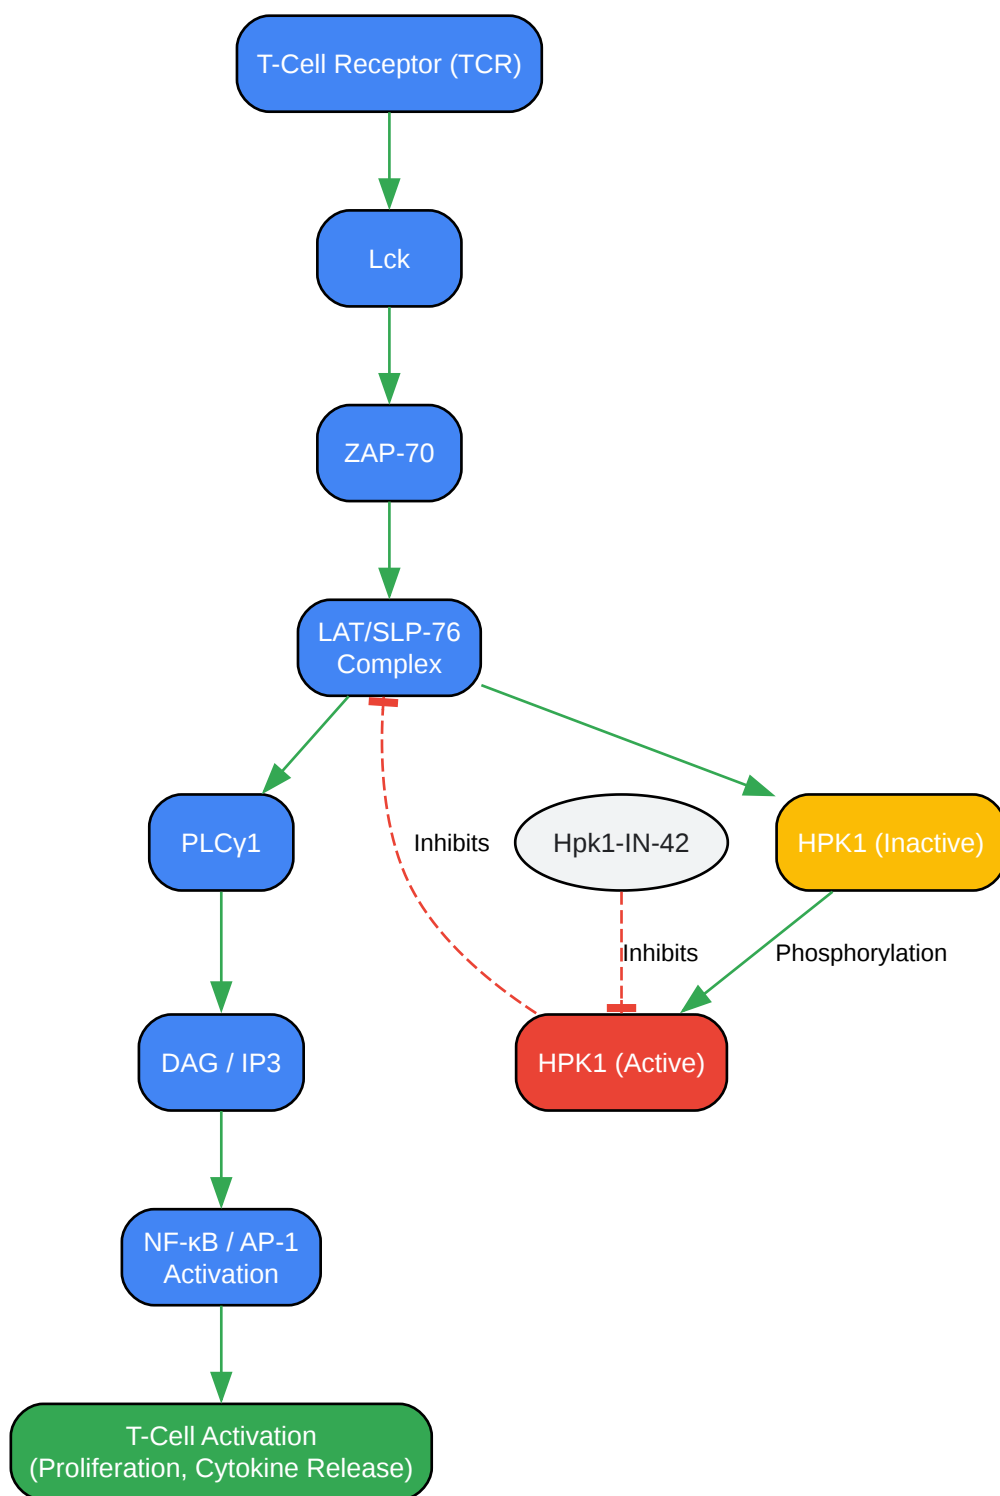 T-Cell Receptor (TCR)
Lck
ZAP-70
LAT/SLP-76
Complex
PLCγ1
Inhibits
Hpk1-IN-42
HPK1 (Inactive)
Inhibits
Phosphorylation
DAG / IP3
HPK1 (Active)
NF-κB / AP-1
Activation
T-Cell Activation
(Proliferation, Cytokine Release)